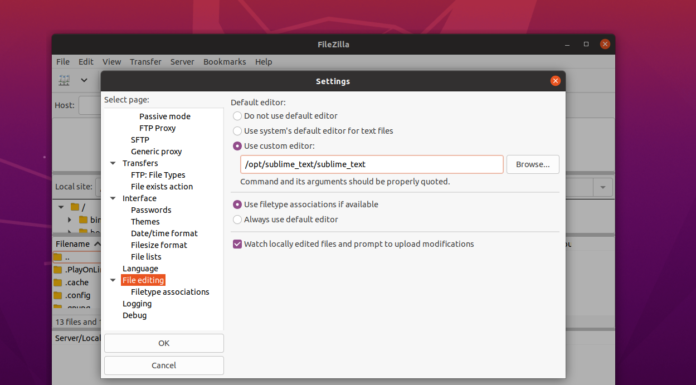 FileZilla
File Edit View Transfer Server Bookmarks Help
Settings
Host:
Select page:
Passive mode
FTP Proxy
SFTP
Generic proxy
Transfers
FTP: File Types
File exists action
Interface
Passwords
Themes
Date/time format
Filesize format
File lists
Language
File editing
Filetype associations
Logging
Debug
OK
Cancel
Default editor:
Do not use default editor
Use system's default editor for text files
Use custom editor:
/opt/sublime_text/sublime_text
Browse...
Command and its arguments should be properly quoted.
Use filetype associations if available
Always use default editor
Watch locally edited files and prompt to upload modifications
Local site:
/
Filename
..
.cache
.config
13 files and
Server/Local